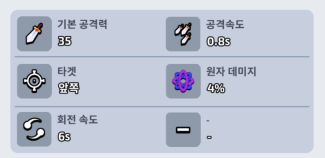 기본 공격력
35
공격속도
0.8s
타겟
앞쪽
원자 데미지
4%
회전 속도
6s
-
-